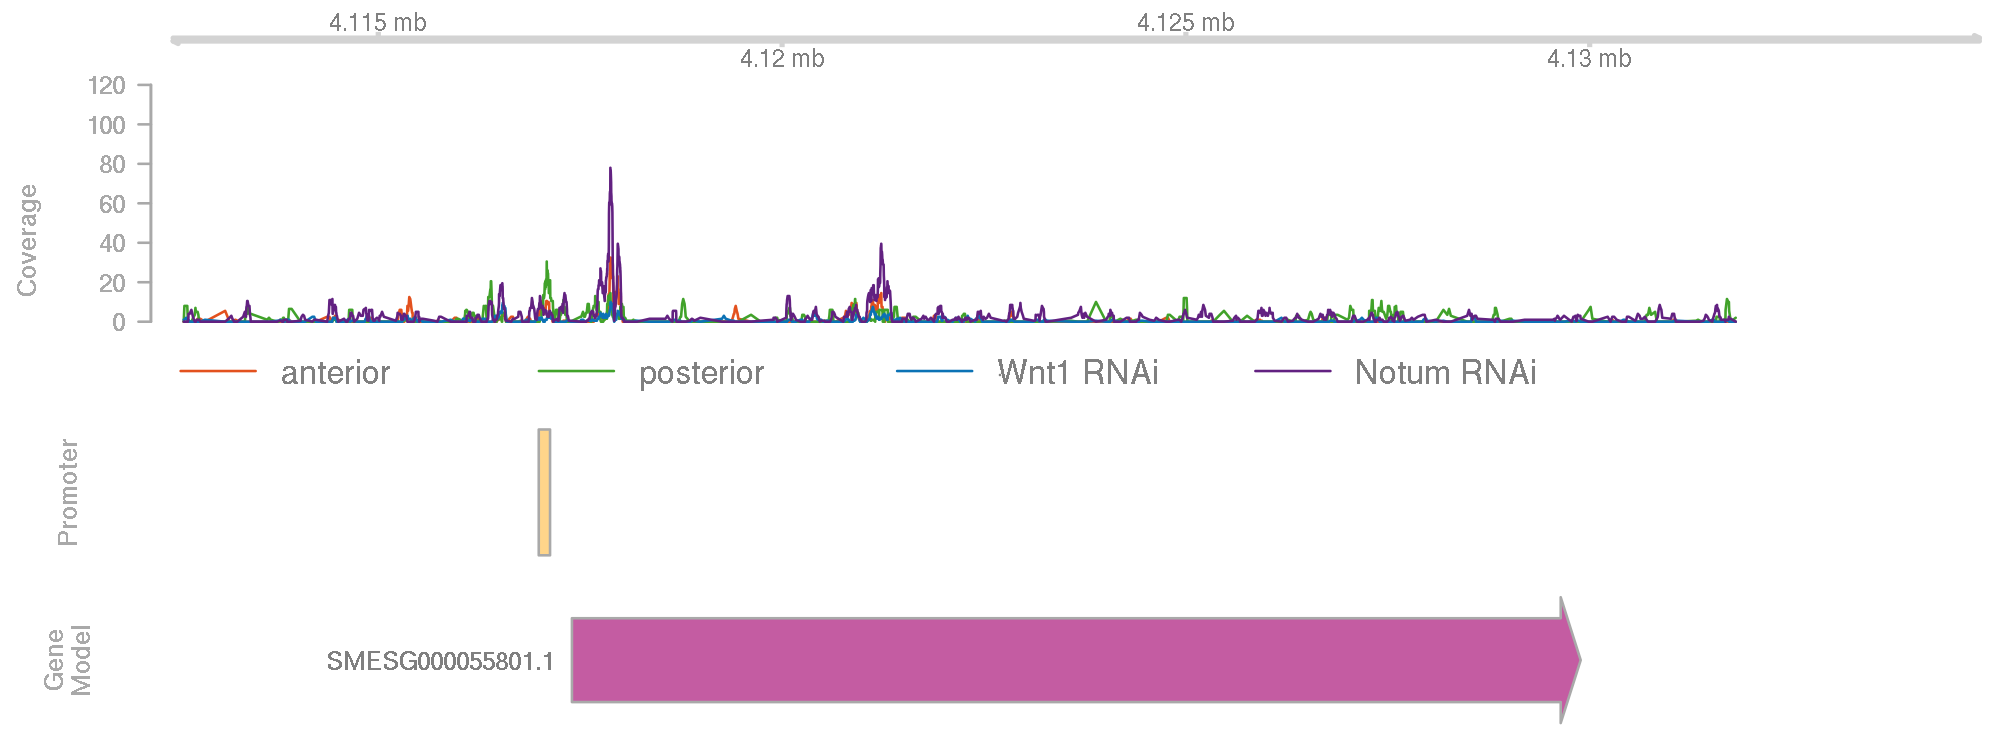 4.115 mb
4.125 mb
4.12 mb
4.13 mb
Coverage
120
100
80
60
40
20
0
anterior
posterior
Wnt1 RNAi
Notum RNAi
Promoter
Gene
Model
SMESG000055801.1